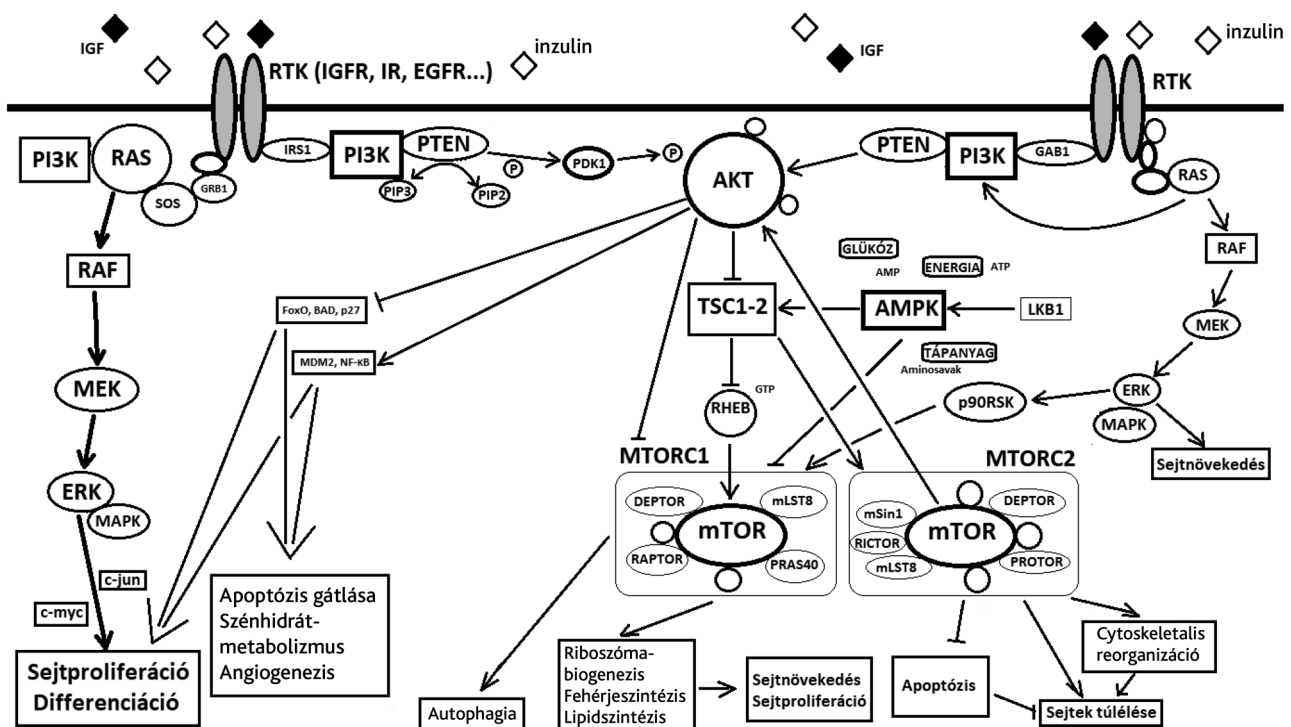 IGF
inzulin
IGF
inzulin
RTK (IGFR, IR, EGFR...)
RTK
PI3K
RAS
SOS
GRB1
IRS1
PI3K
PTEN
PIP3
PIP2
P
PDK1
P
AKT
PTEN
PI3K
GAB1
RAS
RAF
RAF
GLÜKÓZ
AMP
ENERGIA
ATP
FoxO, BAD, p27
TSC1-2
AMPK
LKB1
MEK
MDM2, NF-κB
TÁPANYAG
Aminosavak
MEK
RHEB
GTP
p90RSK
ERK
MAPK
Sejtnövekedés
MTORC1
MTORC2
ERK
MAPK
DEPTOR
mLST8
mTOR
RAPTOR
PRAS40
mSin1
DEPTOR
RICTOR
mTOR
mLST8
PROTOR
c-jun
c-myc
Sejtproliferáció
Differenciáció
Apoptózis gátlása
Szénhidrát-
metabolizmus
Angiogenezis
Autophagia
Riboszóma-
biogenezis
Fehérjeszintézis
Lipidszintézis
Sejtnövekedés
Sejtproliferáció
Apoptózis
Cytoskeletalis
reorganizáció
Sejtek túlélése